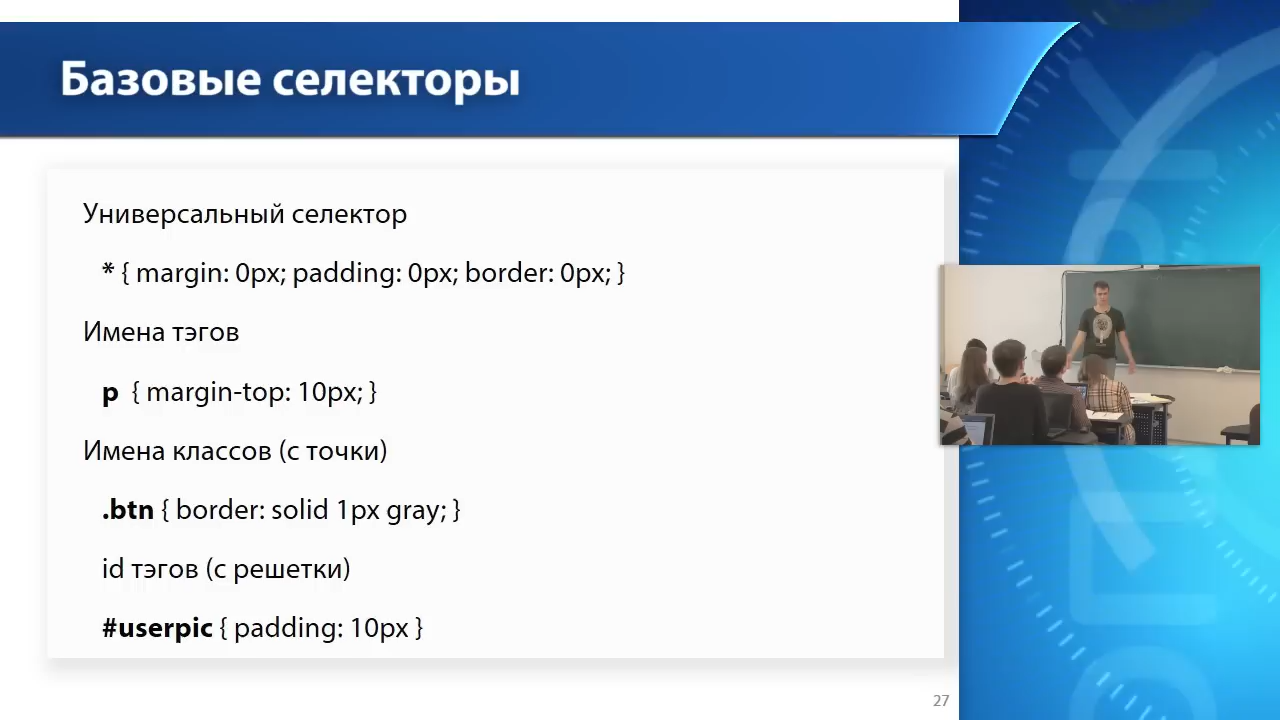 Базовые селекторы
Универсальный селектор
* { margin: 0px; padding: 0px; border: 0px; }
Имена тэгов
p { margin-top: 10px; }
Имена классов (с точки)
.btn { border: solid 1px gray; }
id тэгов (с решетки)
#userpic { padding: 10px }
27